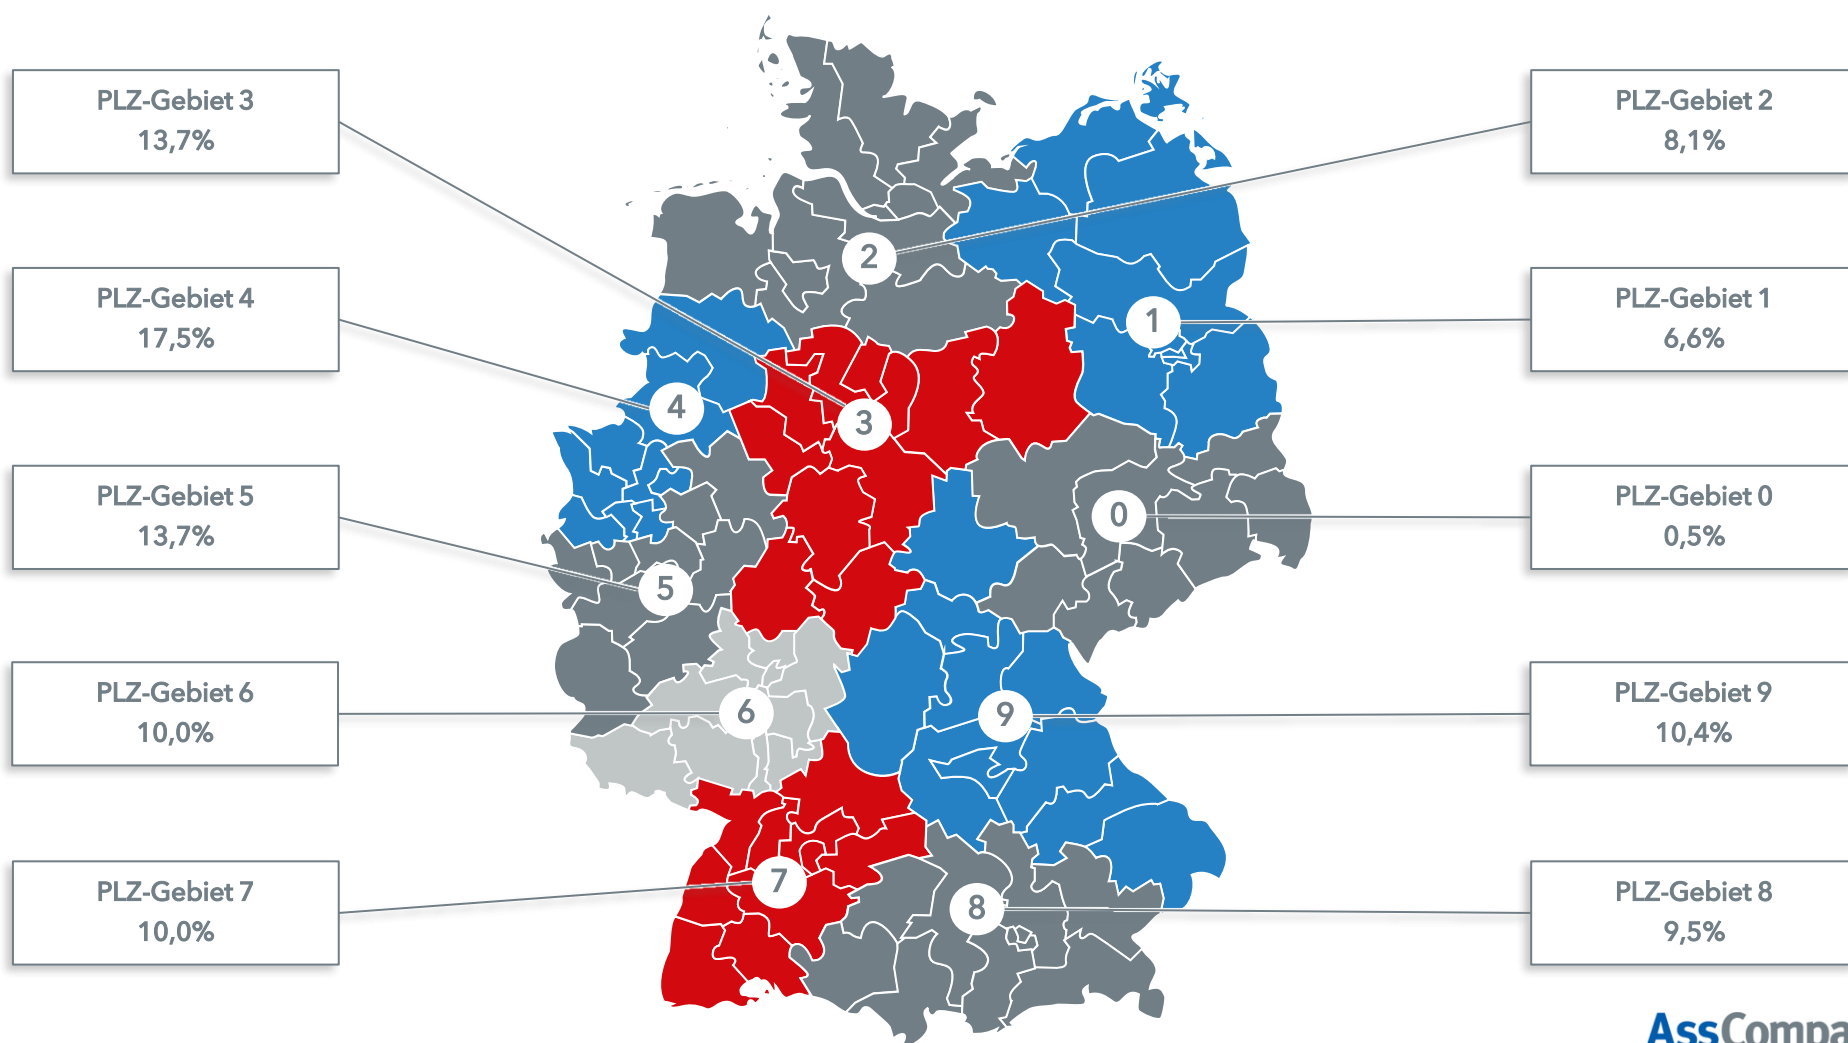 PLZ-Gebiet 3
13,7%
PLZ-Gebiet 4
17,5%
PLZ-Gebiet 5
13,7%
PLZ-Gebiet 6
10,0%
PLZ-Gebiet 7
10,0%
2
1
3
4
0
5
6
9
7
8
PLZ-Gebiet 2
8,1%
PLZ-Gebiet 1
6,6%
PLZ-Gebiet 0
0,5%
PLZ-Gebiet 9
10,4%
PLZ-Gebiet 8
9,5%
AssCompa